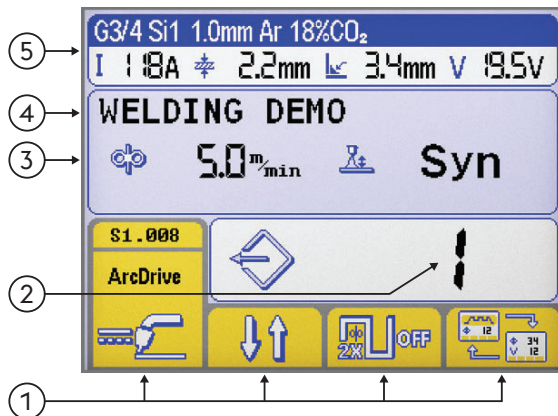 G3/4 Si1 1.0mm Ar 18%CO₂
I 118A 2.2mm 3.4mm V 19.5V
WELDING DEMO
5.0 m/min Syn
S1.008
ArcDrive
1
2X OFF
12 Φ 34 V 12
5
4
3
2
1